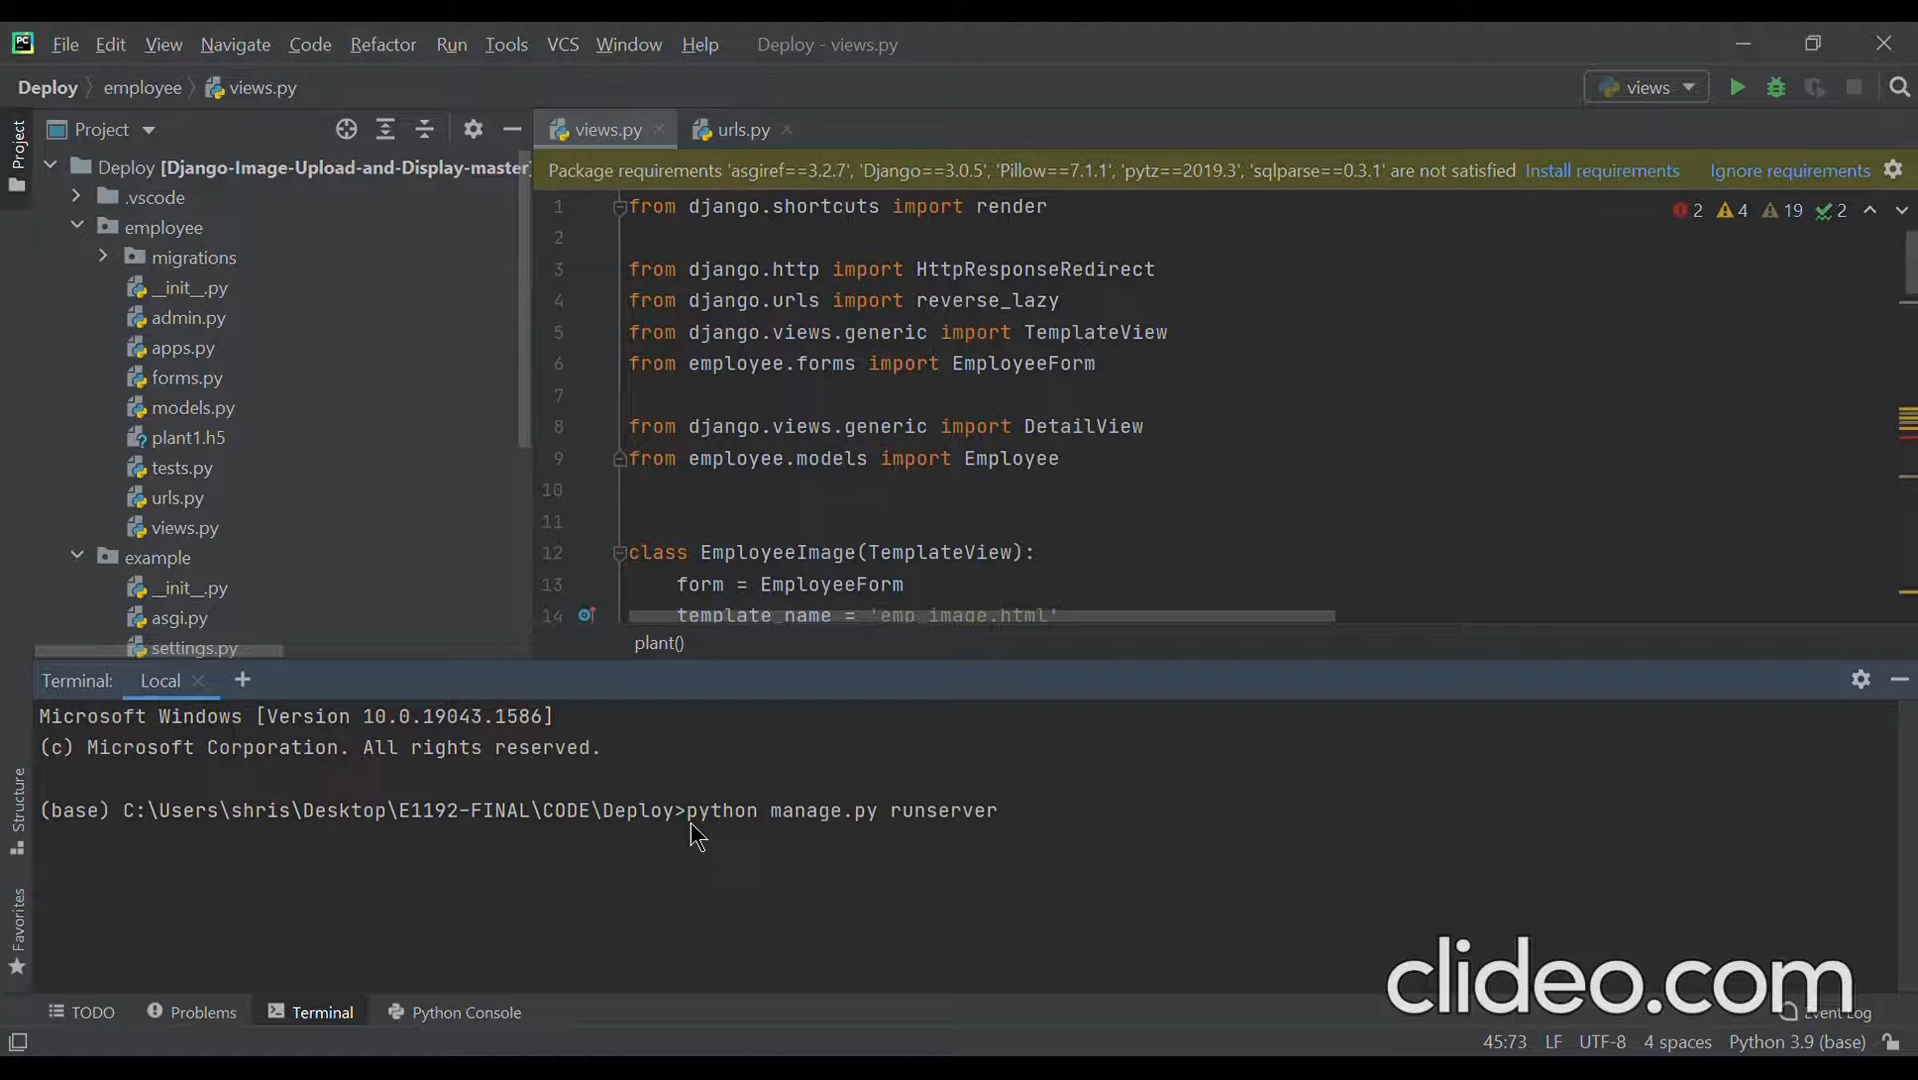 PC File Edit View Navigate Code Refactor Run Tools VCS Window Help Deploy - views.py
Deploy employee views.py views
Project
Project views.py urls.py
Deploy [Django-Image-Upload-and-Display-master]
Package requirements 'asgiref==3.2.7', 'Django==3.0.5', 'Pillow==7.1.1', 'pytz==2019.3', 'sqlparse==0.3.1' are not satisfied Install requirements Ignore requirements
.vscode
employee
migrations
__init__.py
admin.py
apps.py
forms.py
models.py
plant1.h5
tests.py
urls.py
views.py
example
__init__.py
asgi.py
settings.py
2 4 19 2
1 from django.shortcuts import render
2
3 from django.http import HttpResponseRedirect
4 from django.urls import reverse_lazy
5 from django.views.generic import TemplateView
6 from employee.forms import EmployeeForm
7
8 from django.views.generic import DetailView
9 from employee.models import Employee
10
11
12 class EmployeeImage(TemplateView):
13 form = EmployeeForm
14 template_name = 'emp_image.html'
plant()
Terminal: Local
Microsoft Windows [Version 10.0.19043.1586]
(c) Microsoft Corporation. All rights reserved.
(base) C:\Users\shris\Desktop\E1192-FINAL\CODE\Deploy>python manage.py runserver
Structure
Favorites
clideo.com
TODO Problems Terminal Python Console Event Log
45:73 LF UTF-8 4 spaces Python 3.9 (base)